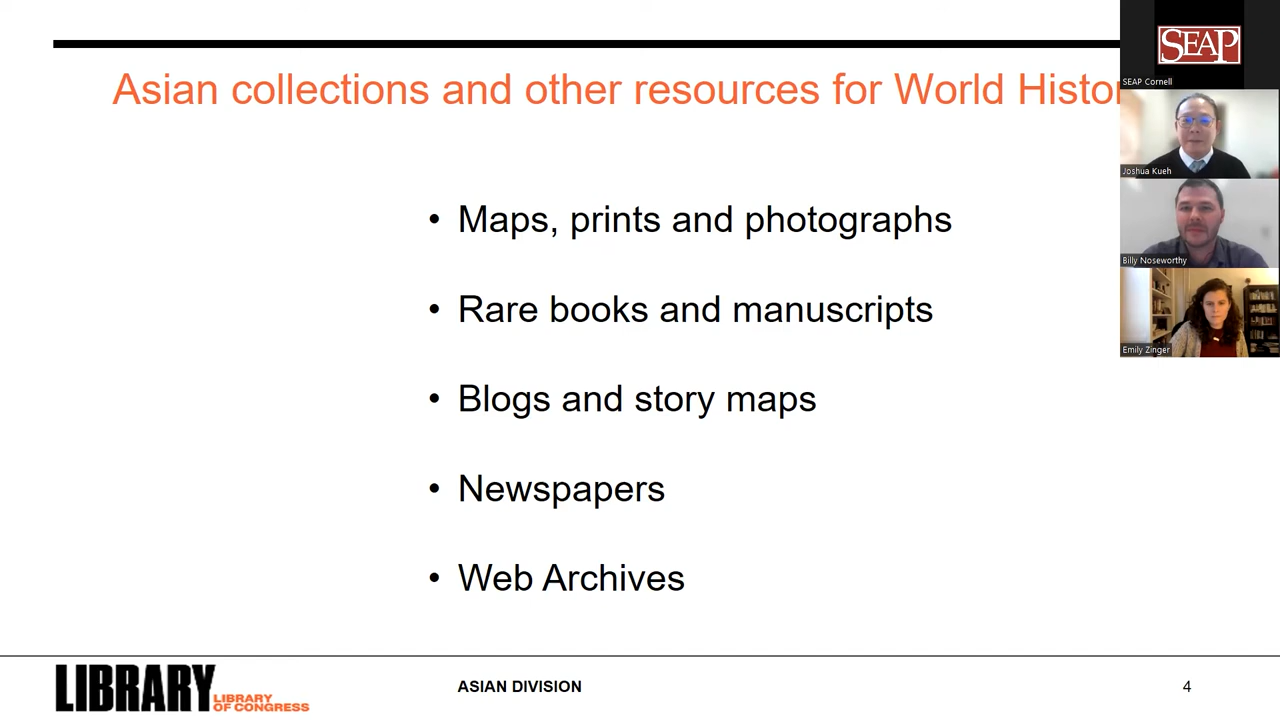 Asian collections and other resources for World Histor
• Maps, prints and photographs
• Rare books and manuscripts
• Blogs and story maps
• Newspapers
• Web Archives
LIBRARY
LIBRARY
OF CONGRESS
ASIAN DIVISION
4
SEAP
SEAP Cornell
Joshua Kueh
Billy Noseworthy
Emily Zinger